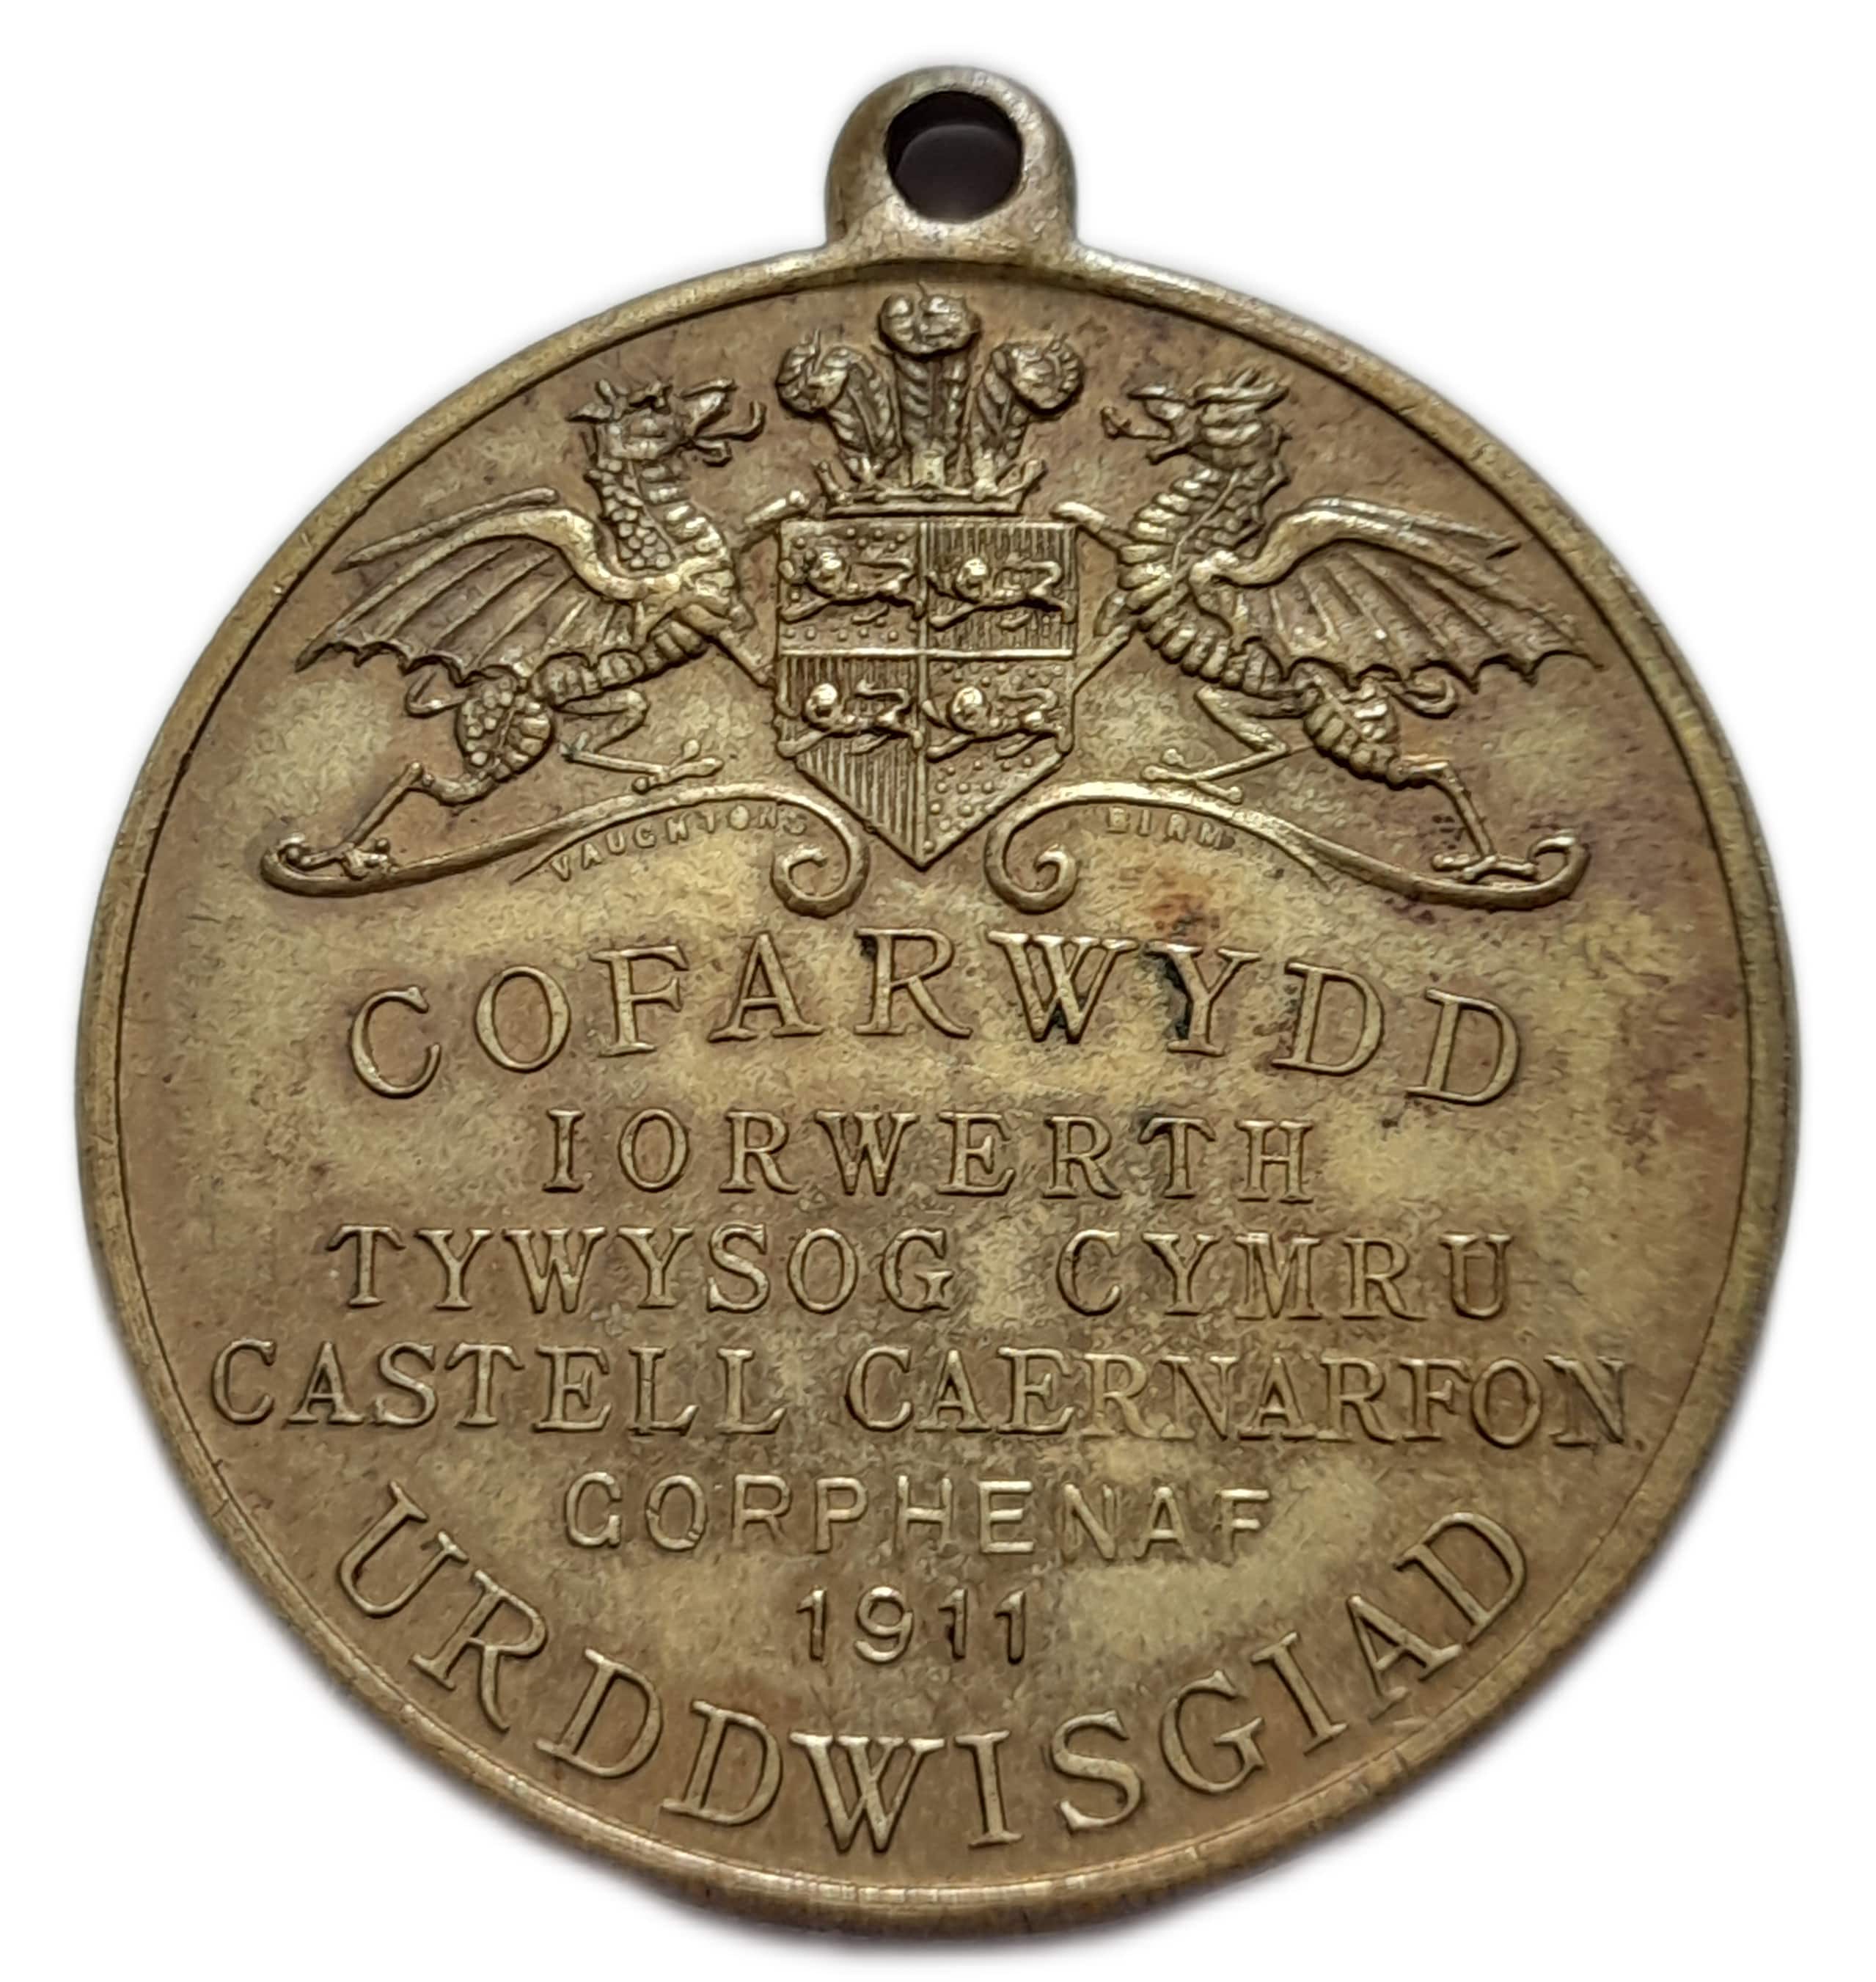 VAUGHTONS BIRM
COFARWYDD
IORWERTH
TYWYSOG CYMRU
CASTELL CAERNARFON
GORPHENAF
1911
URDDWISGIAD